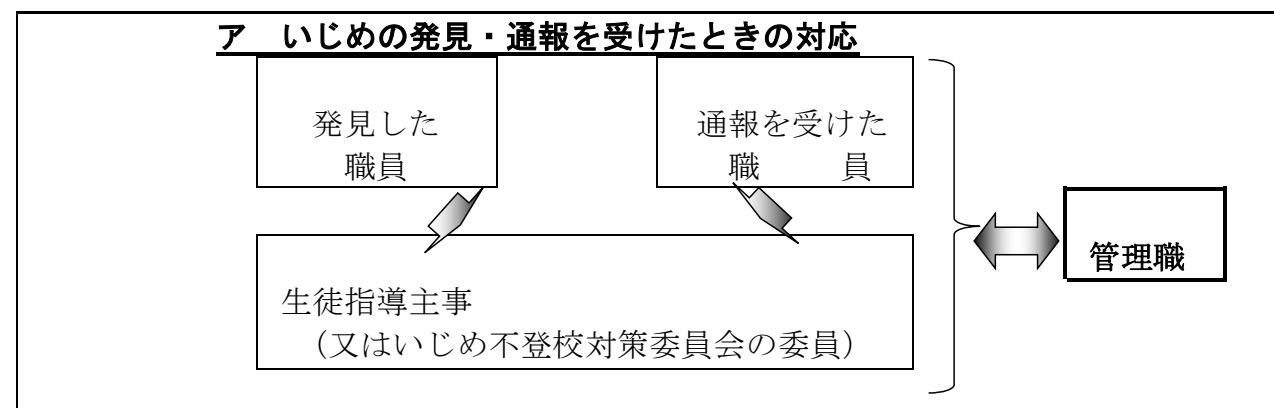 ア いじめの発見・通報を受けたときの対応
発見した
職員
通報を受けた
職 員
管理職
生徒指導主事
（又はいじめ不登校対策委員会の委員）